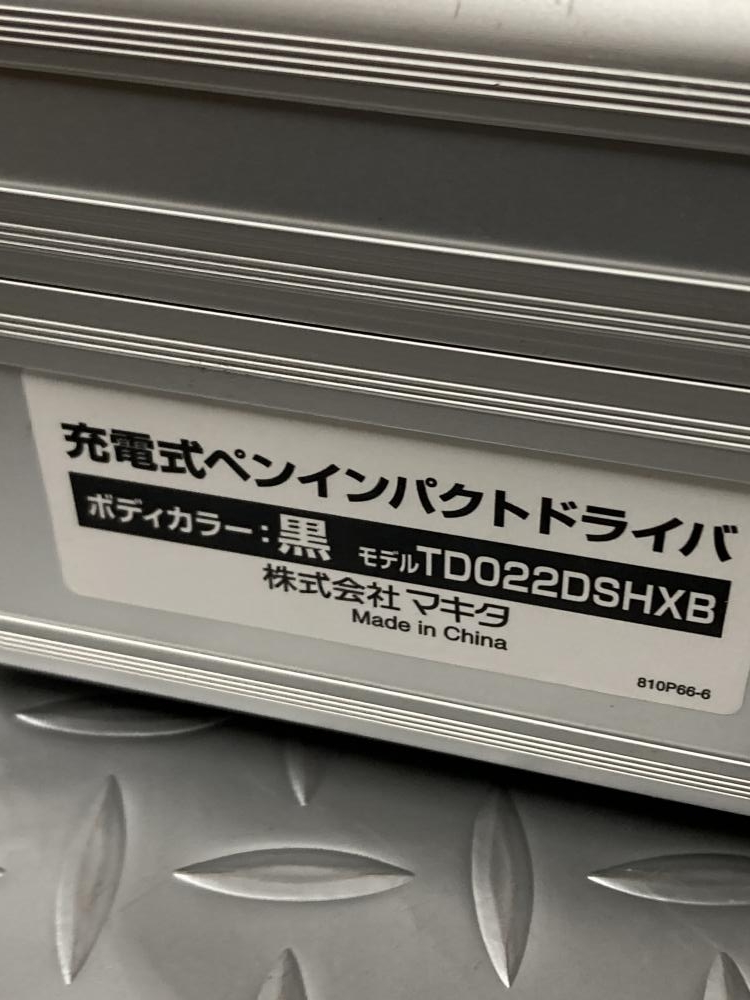 充電式ペンインパクトドライバ
ボディカラー：黒 モデルTD022DSHXB
株式会社マキタ
Made in China
810P66-6